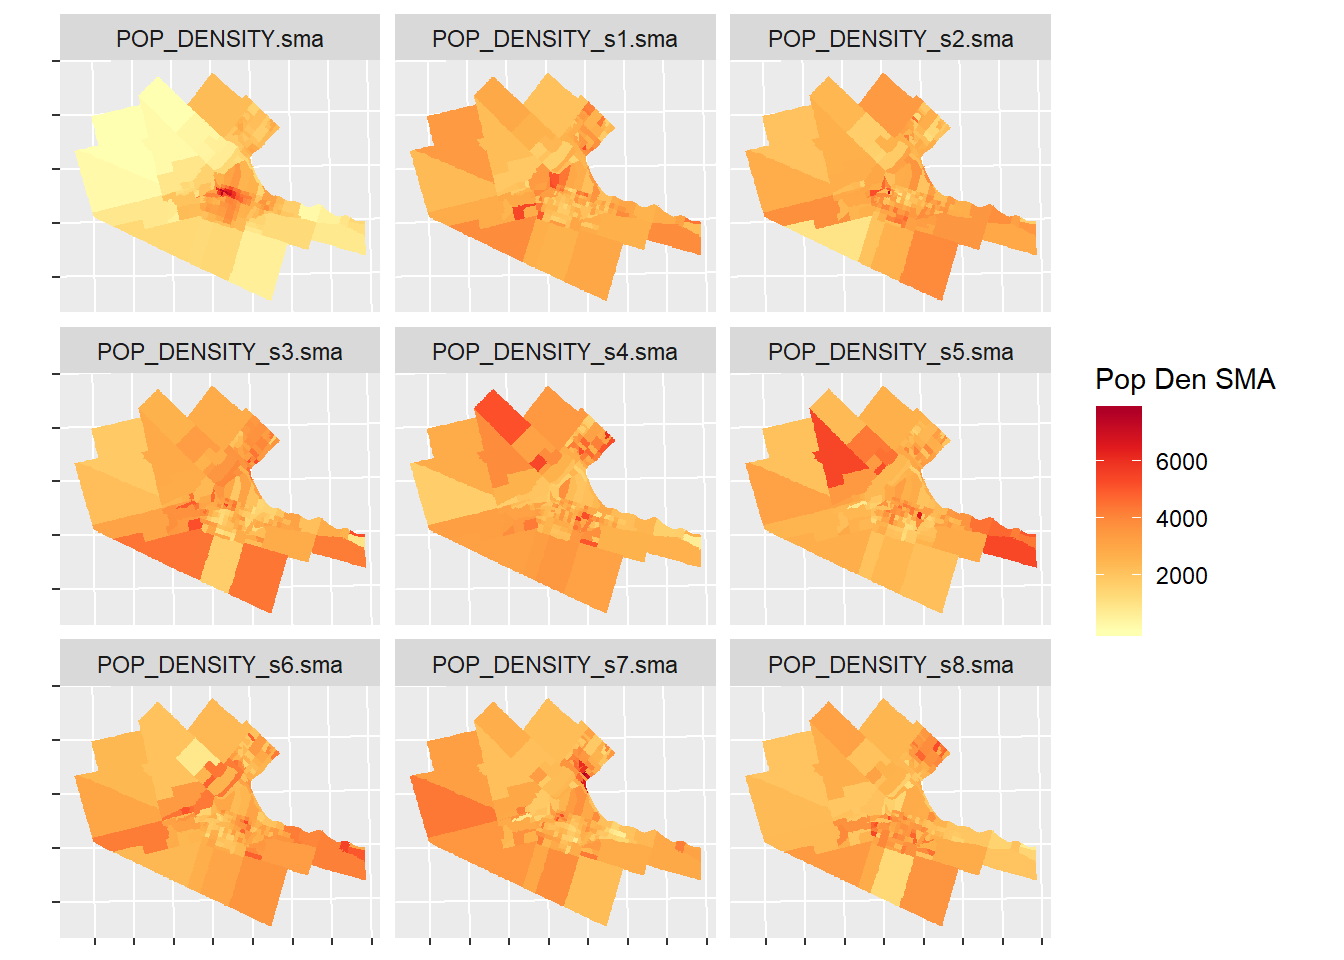 POP_DENSITY.sma
POP_DENSITY_s1.sma
POP_DENSITY_s2.sma
POP_DENSITY_s3.sma
POP_DENSITY_s4.sma
POP_DENSITY_s5.sma
Pop Den SMA
6000
4000
2000
POP_DENSITY_s6.sma
POP_DENSITY_s7.sma
POP_DENSITY_s8.sma